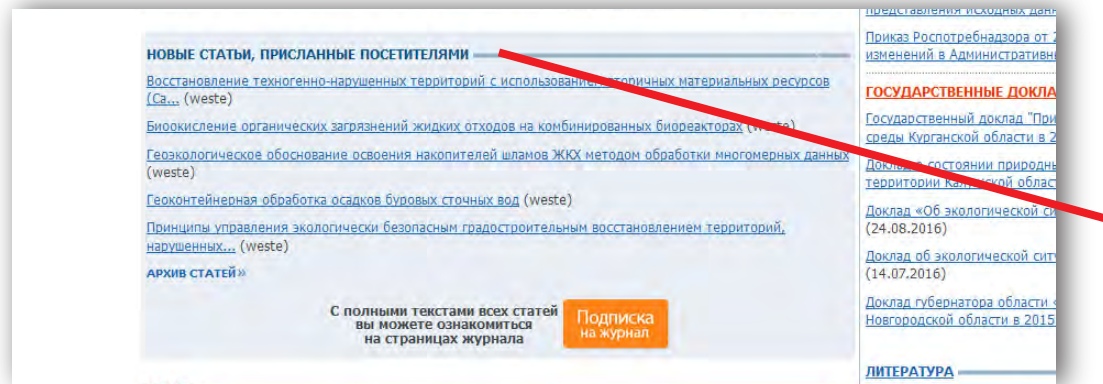 НОВЫЕ СТАТЬИ, ПРИСЛАННЫЕ ПОСЕТИТЕЛЯМИ
Восстановление техногенно-нарушенных территорий с использование вторичных материальных ресурсов
(Са... (weste)
Биоокисление органических загрязнений жидких отходов на комбинированных биореакторах (weste)
Геоэкологическое обоснование освоения накопителей шламов ЖКХ методом обработки многомерных данных
(weste)
Геоконтейнерная обработка осадков буровых сточных вод (weste)
Принципы управления экологически безопасным градостроительным восстановлением территорий,
нарушенных... (weste)
АРХИВ СТАТЕЙ»
С полными текстами всех статей
вы можете ознакомиться
на страницах журнала
Подписка
на журнал
представления исходных дан
Приказ Роспотребнадзора от 2
изменений в Административн
ГОСУДАРСТВЕННЫЕ ДОКЛА
Государственный доклад "При
среды Курганской области в 2
Доклад о состоянии природн
территории Калужской облас
Доклад «Об экологической си
(24.08.2016)
Доклад об экологической сит
(14.07.2016)
Доклад губернатора области «
Новгородской области в 2015
ЛИТЕРАТУРА